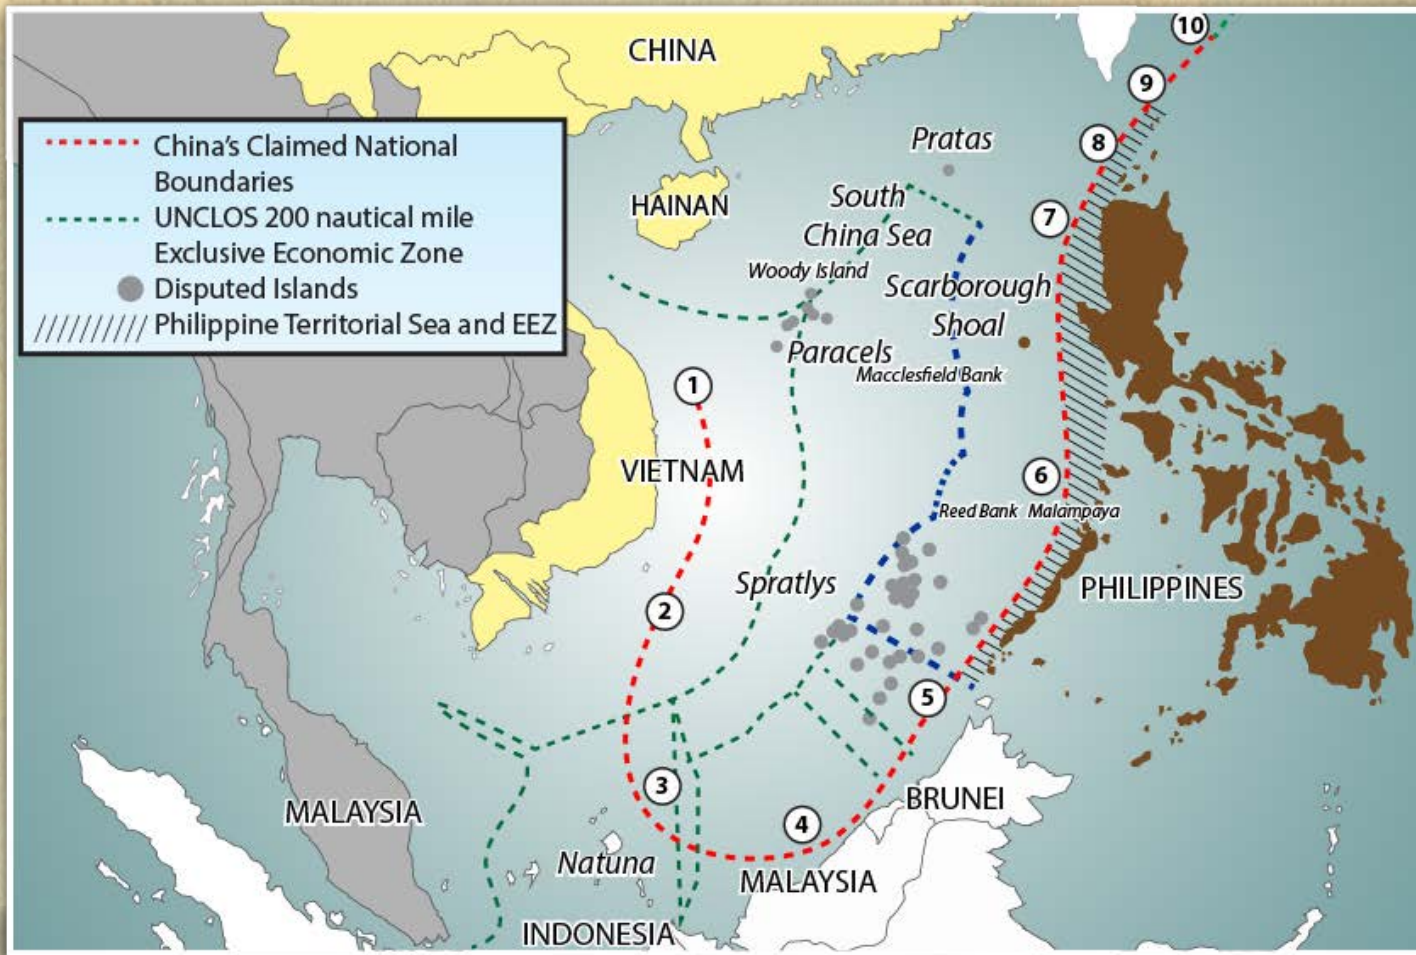 10
CHINA
9
China's Claimed National
Boundaries
UNCLOS 200 nautical mile
Exclusive Economic Zone
Disputed Islands
Philippine Territorial Sea and EEZ
8
Pratas
South
China Sea
HAINAN
7
Woody Island
Scarborough
Shoal
Paracels
Macclesfield Bank
1
VIETNAM
6
Reed Bank
Malampaya
Spratlys
PHILIPPINES
2
5
3
BRUNEI
MALAYSIA
4
Natuna
MALAYSIA
INDONESIA